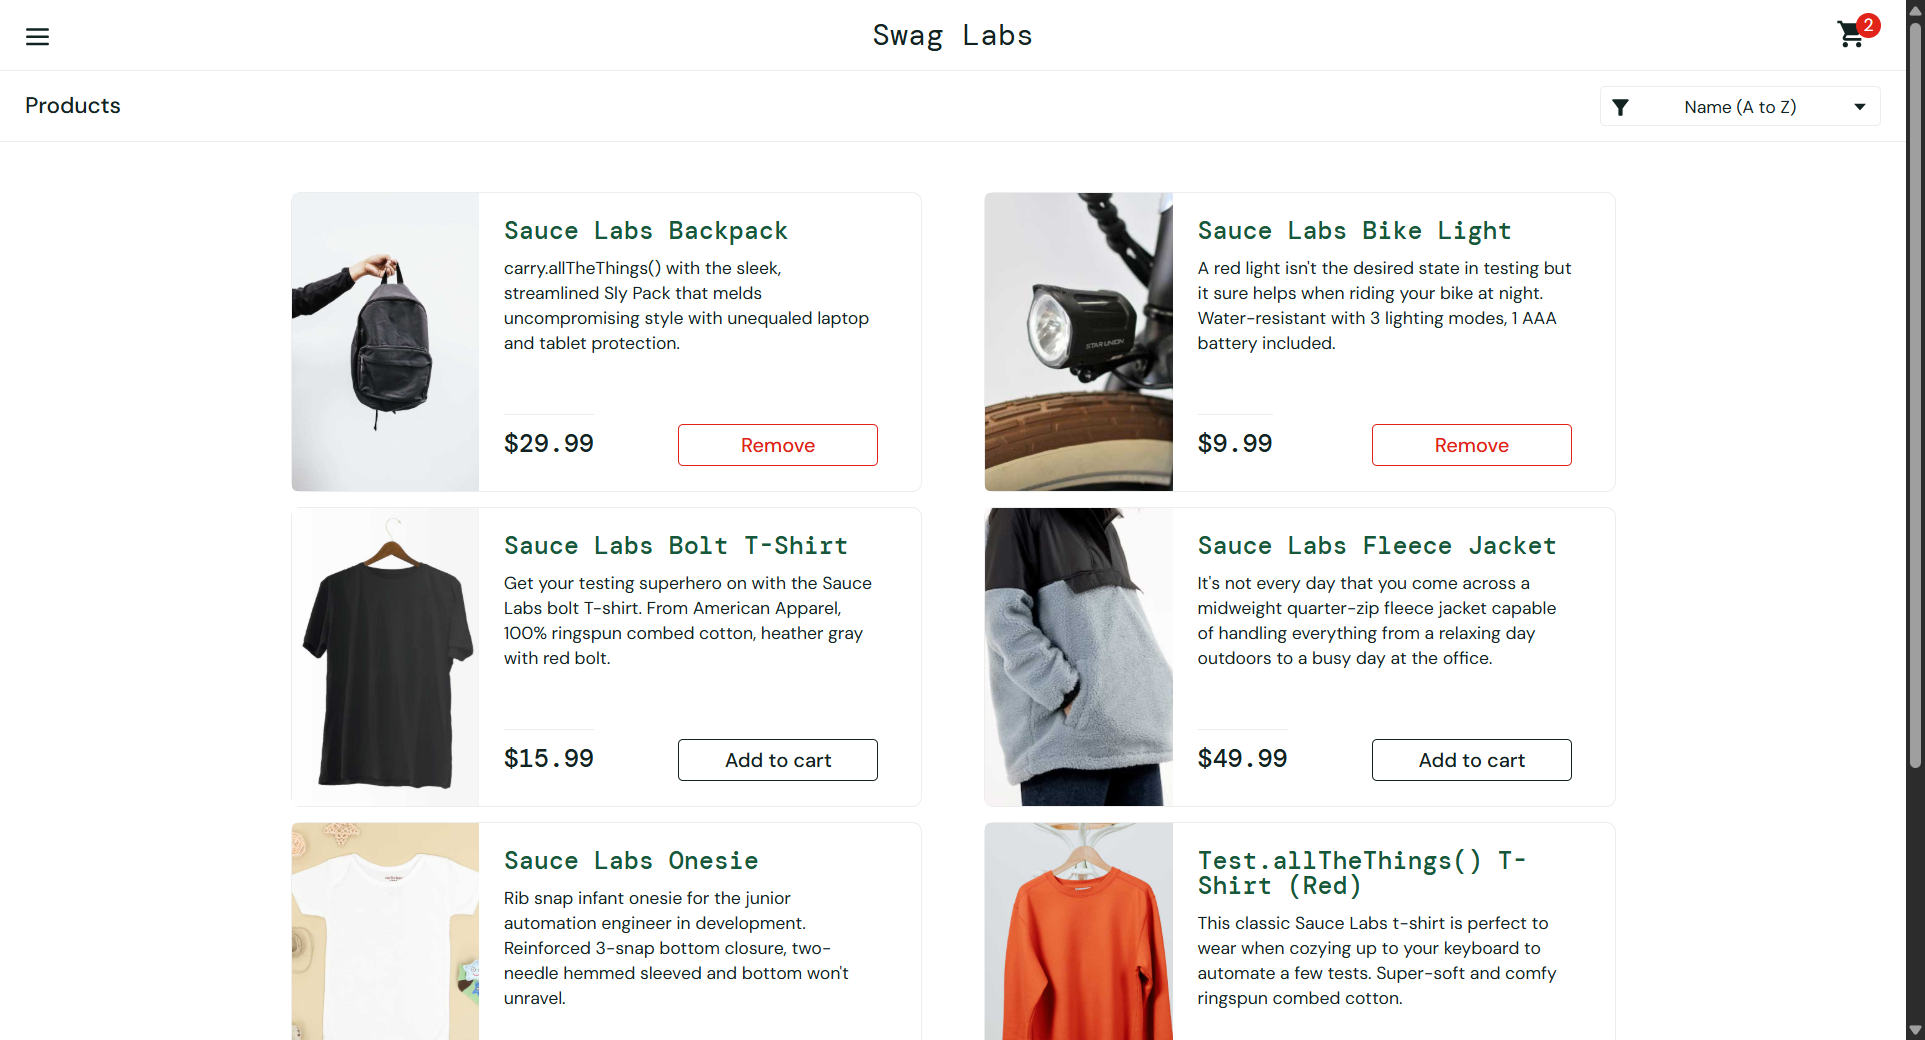 Swag Labs
2
Products
Name (A to Z)
Sauce Labs Backpack
carry.allTheThings() with the sleek,
streamlined Sly Pack that melds
uncompromising style with unequaled laptop
and tablet protection.
$29.99
Remove
Sauce Labs Bike Light
A red light isn't the desired state in testing but
it sure helps when riding your bike at night.
Water-resistant with 3 lighting modes, 1 AAA
battery included.
$9.99
Remove
STAR UNION
Sauce Labs Bolt T-Shirt
Get your testing superhero on with the Sauce
Labs bolt T-shirt. From American Apparel,
100% ringspun combed cotton, heather gray
with red bolt.
$15.99
Add to cart
Sauce Labs Fleece Jacket
It's not every day that you come across a
midweight quarter-zip fleece jacket capable
of handling everything from a relaxing day
outdoors to a busy day at the office.
$49.99
Add to cart
Sauce Labs Onesie
Rib snap infant onesie for the junior
automation engineer in development.
Reinforced 3-snap bottom closure, two-
needle hemmed sleeved and bottom won't
unravel.
Test.allTheThings() T-
Shirt (Red)
This classic Sauce Labs t-shirt is perfect to
wear when cozying up to your keyboard to
automate a few tests. Super-soft and comfy
ringspun combed cotton.